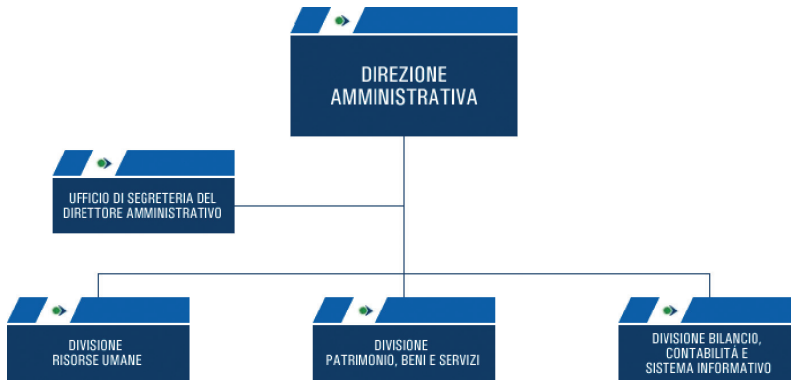 DIREZIONE
AMMINISTRATIVA
UFFICIO DI SEGRETERIA DEL
DIRETTORE AMMINISTRATIVO
DIVISIONE
RISORSE UMANE
DIVISIONE
PATRIMONIO, BENI E SERVIZI
DIVISIONE BILANCIO,
CONTABILITÁ E
SISTEMA INFORMATIVO